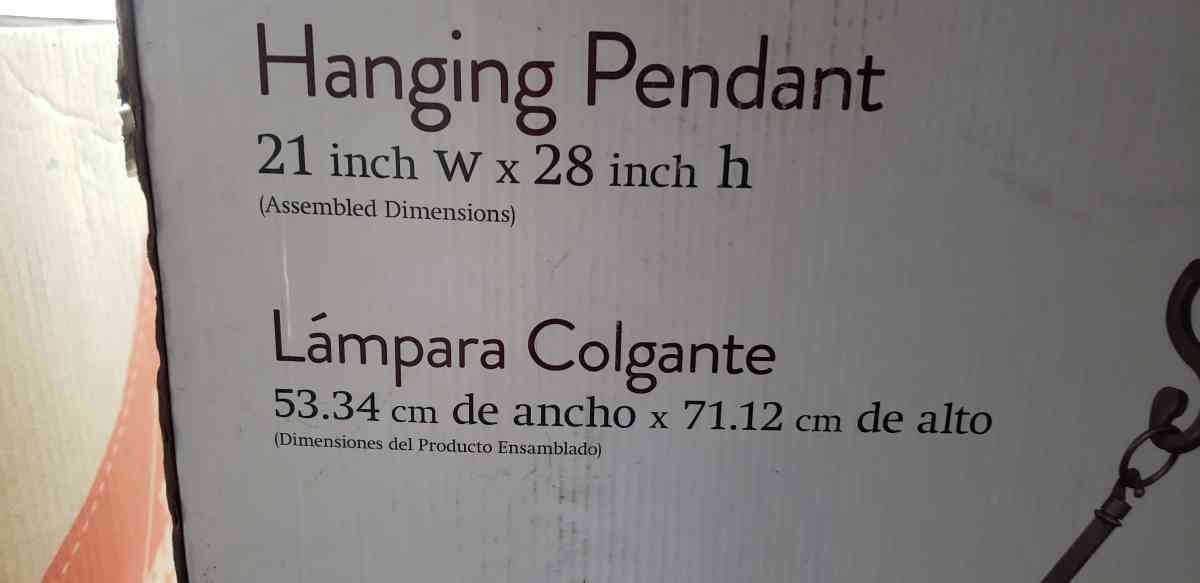 Hanging Pendant
21 inch w x 28 inch h
(Assembled Dimensions)
Lámpara Colgante
53.34 cm de ancho x 71.12 cm de alto
(Dimensiones del Producto Ensamblado)